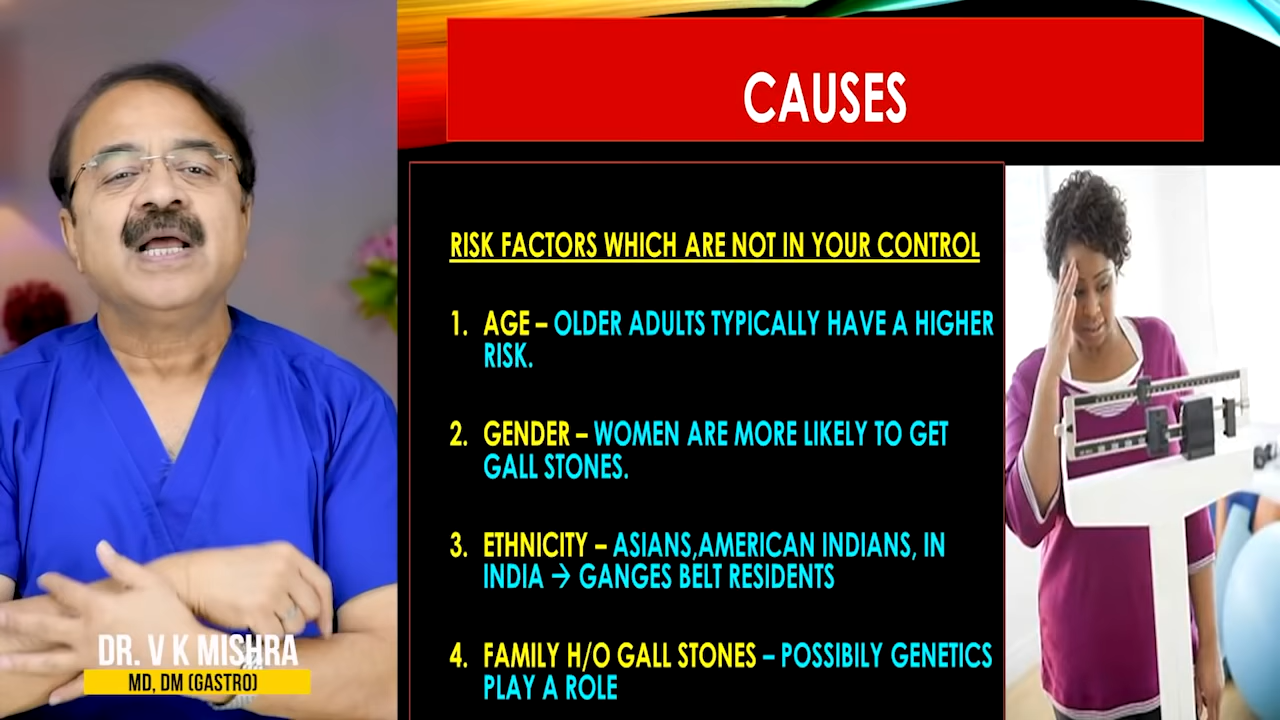 CAUSES
RISK FACTORS WHICH ARE NOT IN YOUR CONTROL
1. AGE – OLDER ADULTS TYPICALLY HAVE A HIGHER
RISK.
2. GENDER – WOMEN ARE MORE LIKELY TO GET
GALL STONES.
3. ETHNICITY – ASIANS,AMERICAN INDIANS, IN
INDIA → GANGES BELT RESIDENTS
4. FAMILY H/O GALL STONES – POSSIBILY GENETICS
PLAY A ROLE
DR. V K MISHRA
MD, DM (GASTRO)